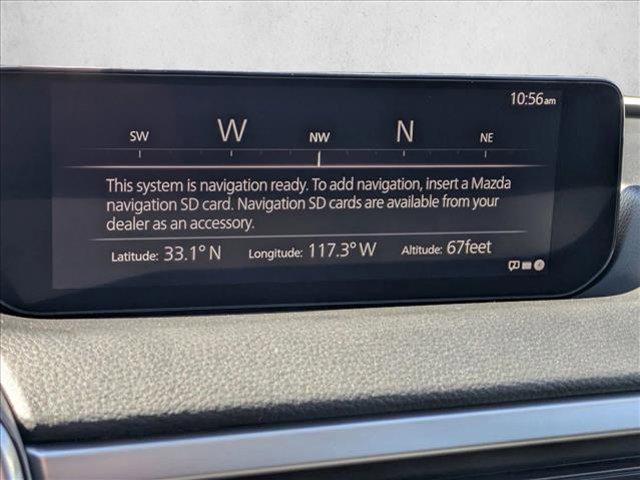 10:56am
SW W NW N NE
This system is navigation ready. To add navigation, insert a Mazda
navigation SD card. Navigation SD cards are available from your
dealer as an accessory.
Latitude: 33.1° N Longitude: 117.3° W Altitude: 67feet